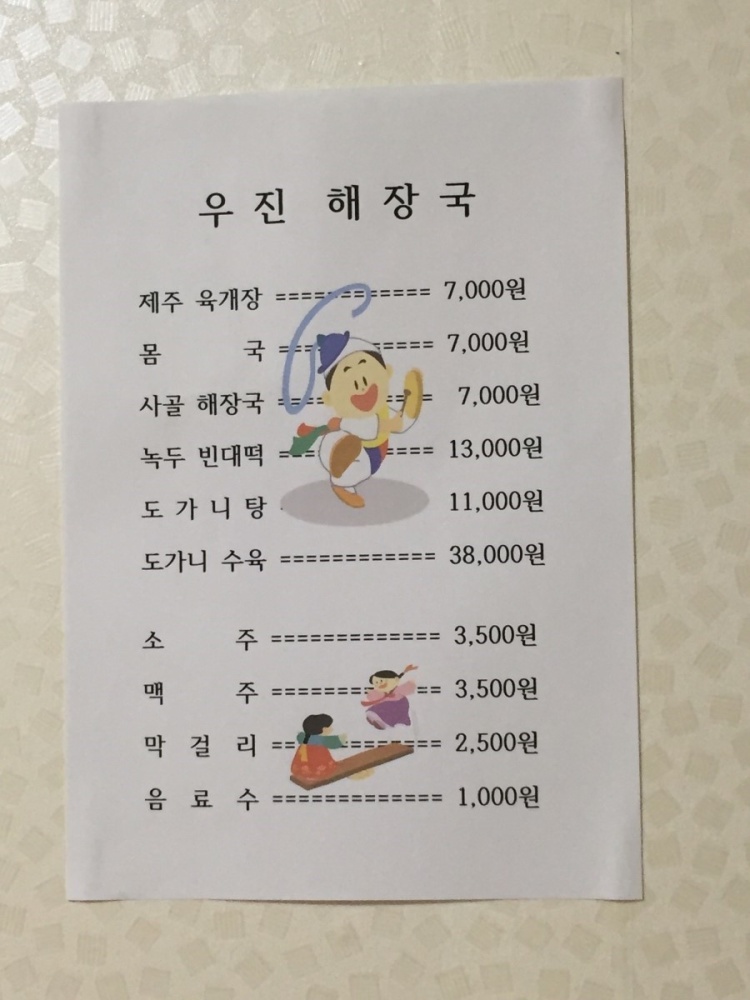 우진 해장국
제주 육개장 ============ 7,000원
몸 국 ============ 7,000원
사골 해장국 ============ 7,000원
녹두 빈대떡 ============ 13,000원
도가니탕 11,000원
도가니 수육 ============ 38,000원
소 주 ============= 3,500원
맥 주 ============= 3,500원
막 걸 리 ============= 2,500원
음 료 수 ============= 1,000원